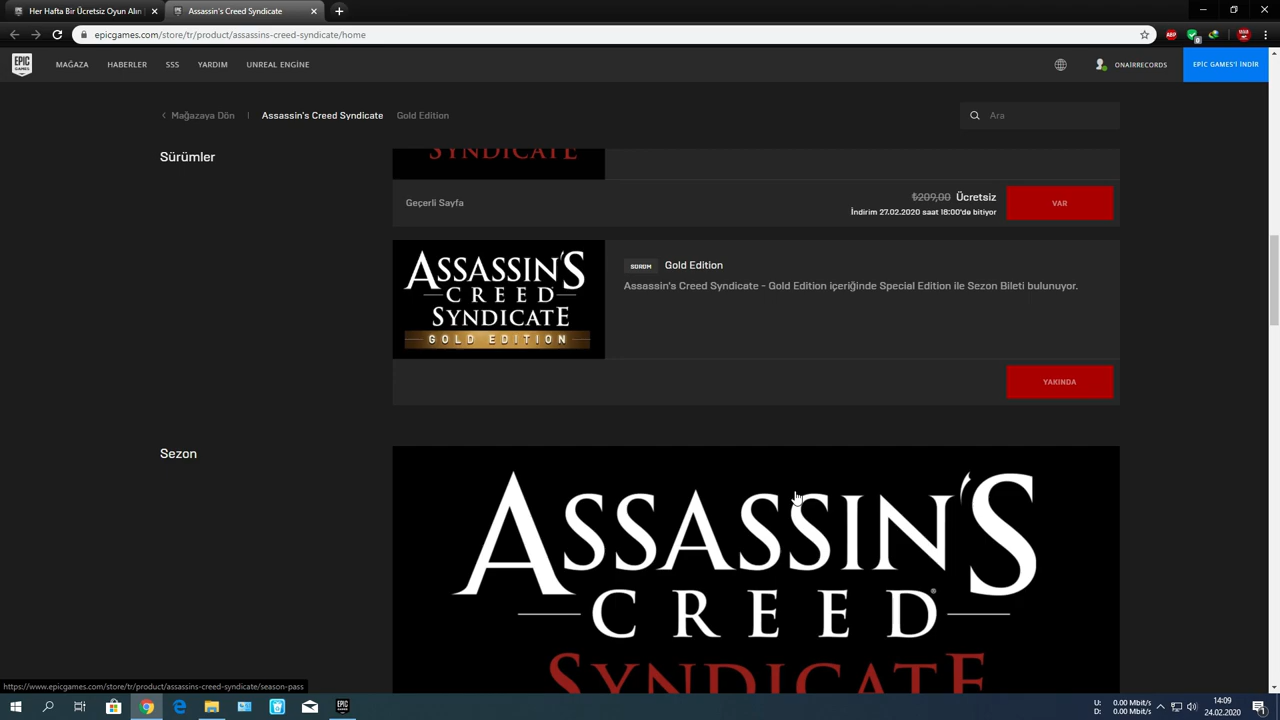 Her Hafta Bir Ücretsiz Oyun Alın
Assassin's Creed Syndicate
epicgames.com/store/tr/product/assassins-creed-syndicate/home
EPIC GAMES
MAĞAZA
HABERLER
SSS
YARDIM
UNREAL ENGINE
ONAIRRECORDS
EPİC GAMES'İ İNDİR
Mağazaya Dön
Assassin's Creed Syndicate
Gold Edition
Ara
Sürümler
SYNDICATE
Geçerli Sayfa
₺209,00 Ücretsiz
İndirim 27.02.2020 saat 18:00'de bitiyor
VAR
ASSASSIN'S
CREED
SYNDICATE
GOLD EDITION
SÜRÜM Gold Edition
Assassin's Creed Syndicate - Gold Edition içeriğinde Special Edition ile Sezon Bileti bulunuyor.
YAKINDA
Sezon
ASSASSIN'S
CREED®
SYNDICATE
https://www.epicgames.com/store/tr/product/assassins-creed-syndicate/season-pass
U: 0.00 Mbit/s
D: 0.00 Mbit/s
14:09
24.02.2020